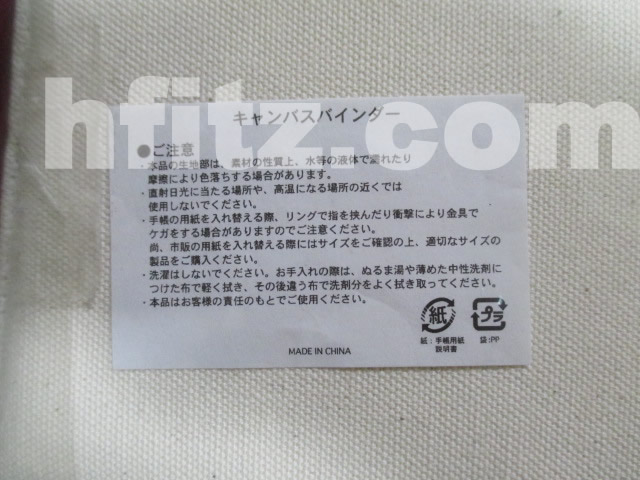 hfitz.com
キャンバスバインダー
●ご注意
・本品の生地部は、素材の性質上、水等の液体で濡れたり
摩擦により色落ちする場合があります。
・直射日光に当たる場所や、高温になる場所の近くでは
使用しないでください。
・手帳の用紙を入れ替える際、リングで指を挟んだり衝撃により金具で
ケガをする場合がありますのでご注意ください。
尚、市販の用紙を入れ替える際にはサイズをご確認の上、適切なサイズの
製品をご購入ください。
・洗濯はしないでください。お手入れの際は、ぬるま湯や薄めた中性洗剤に
つけた布で軽く拭き、その後違う布で洗剤分をよく拭き取ってください。
・本品はお客様の責任のもとでご使用ください。
紙 プラ
紙：手帳用紙 袋:PP
説明書
MADE IN CHINA